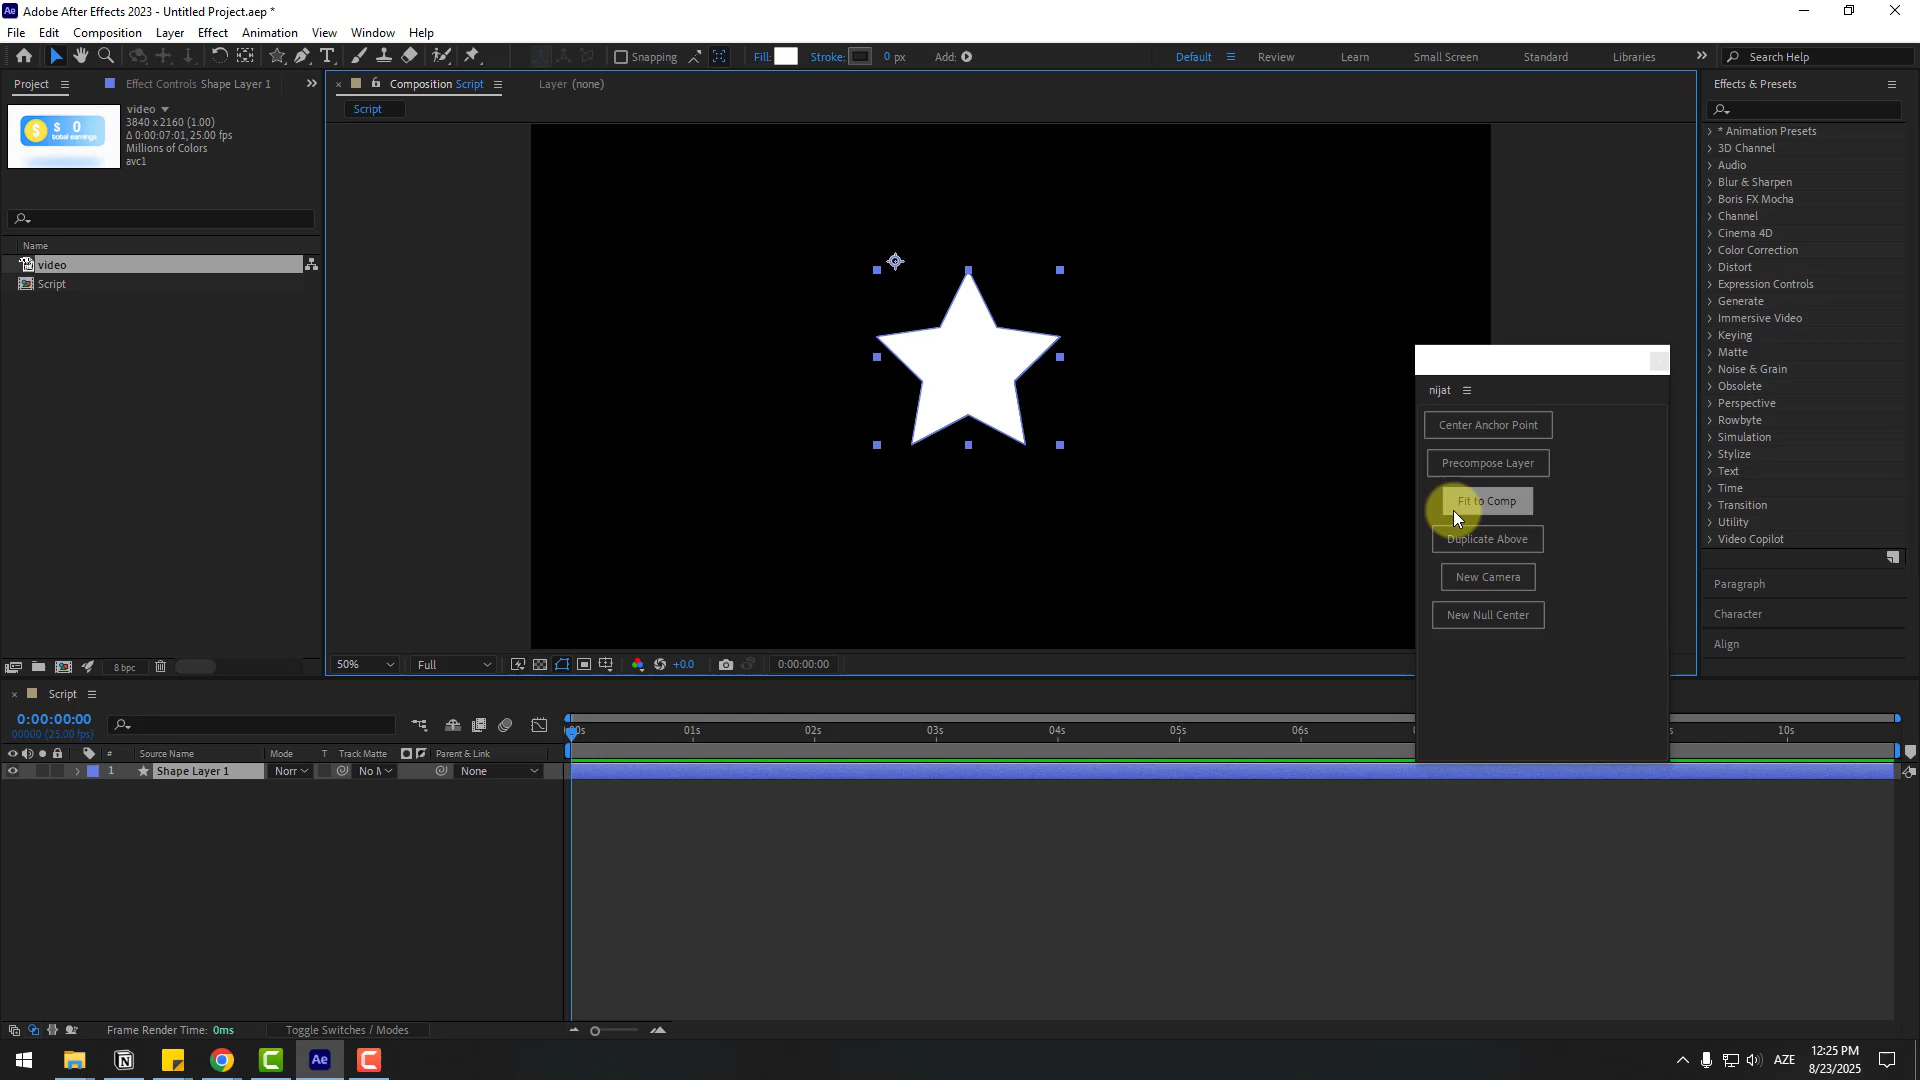 Adobe After Effects 2023 - Untitled Project.aep *
File Edit Composition Layer Effect Animation View Window Help
Snapping Fill: Stroke: 0 px Add: Default Review Learn Small Screen Standard Libraries Search Help
Project Effect Controls Shape Layer 1 Composition Script Layer (none) Effects & Presets
Script
video
3840 x 2160 (1.00)
Δ 0:00:07:01, 25.00 fps
Millions of Colors
avc1
$ $ 0
total earnings
Name
video
Script
8 bpc
50% Full +0.0 0:00:00:00
* Animation Presets
3D Channel
Audio
Blur & Sharpen
Boris FX Mocha
Channel
Cinema 4D
Color Correction
Distort
Expression Controls
Generate
Immersive Video
Keying
Matte
Noise & Grain
Obsolete
Perspective
Rowbyte
Simulation
Stylize
Text
Time
Transition
Utility
Video Copilot
Paragraph
Character
Align
nijat
Center Anchor Point
Precompose Layer
Fit to Comp
Duplicate Above
New Camera
New Null Center
Script
0:00:00:00
00000 (25.00 fps)
01s 02s 03s 04s 05s 06s 10s
# Source Name Mode T Track Matte Parent & Link
1 Shape Layer 1 Norr No M None
Frame Render Time: 0ms Toggle Switches / Modes
Ae
AZE
12:25 PM
8/23/2025